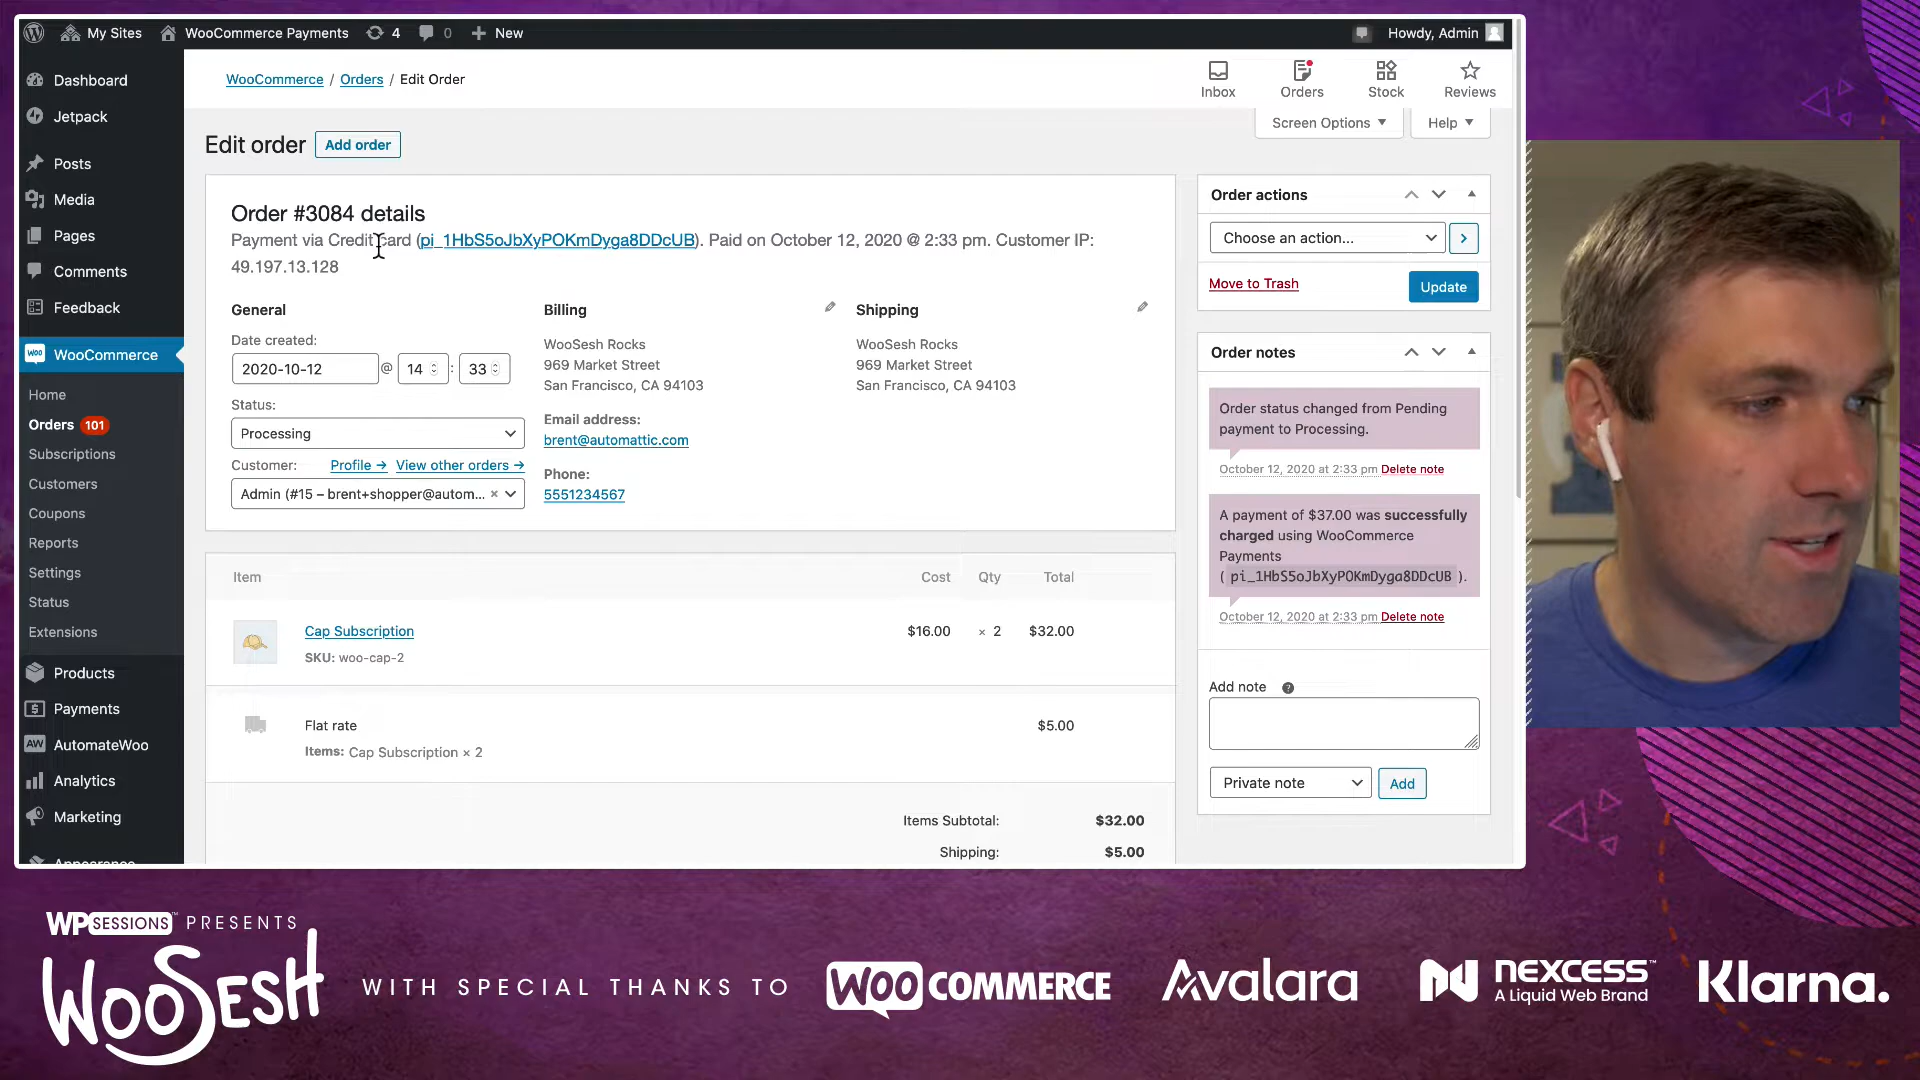 My Sites
WooCommerce Payments
4
0
New
Howdy, Admin
Dashboard
Jetpack
Posts
Media
Pages
Comments
Feedback
WooCommerce
Home
Orders 101
Subscriptions
Customers
Coupons
Reports
Settings
Status
Extensions
Products
Payments
AutomateWoo
Analytics
Marketing
Appearance
WooCommerce / Orders / Edit Order
Inbox
Orders
Stock
Reviews
Screen Options
Help
Edit order
Add order
Order #3084 details
Payment via Credit card (pi_1HbS5oJbXyPOKmDyga8DDcUB). Paid on October 12, 2020 @ 2:33 pm. Customer IP:
49.197.13.128
General
Date created:
2020-10-12 @ 14 : 33
Status:
Processing
Customer: Profile → View other orders →
Admin (#15 – brent+shopper@autom... ×
Billing
WooSesh Rocks
969 Market Street
San Francisco, CA 94103
Email address:
brent@automattic.com
Phone:
5551234567
Shipping
WooSesh Rocks
969 Market Street
San Francisco, CA 94103
Item Cost Qty Total
Cap Subscription $16.00 × 2 $32.00
SKU: woo-cap-2
Flat rate $5.00
Items: Cap Subscription × 2
Items Subtotal: $32.00
Shipping: $5.00
Order actions
Choose an action...
Move to Trash
Update
Order notes
Order status changed from Pending
payment to Processing.
October 12, 2020 at 2:33 pm Delete note
A payment of $37.00 was successfully
charged using WooCommerce
Payments
( pi_1HbS5oJbXyPOKmDyga8DDcUB ).
October 12, 2020 at 2:33 pm Delete note
Add note
Private note
Add
WPSESSIONS™ PRESENTS
WOOSESH
WITH SPECIAL THANKS TO
WOO COMMERCE
Avalara
NEXCESS™
A Liquid Web Brand
Klarna.